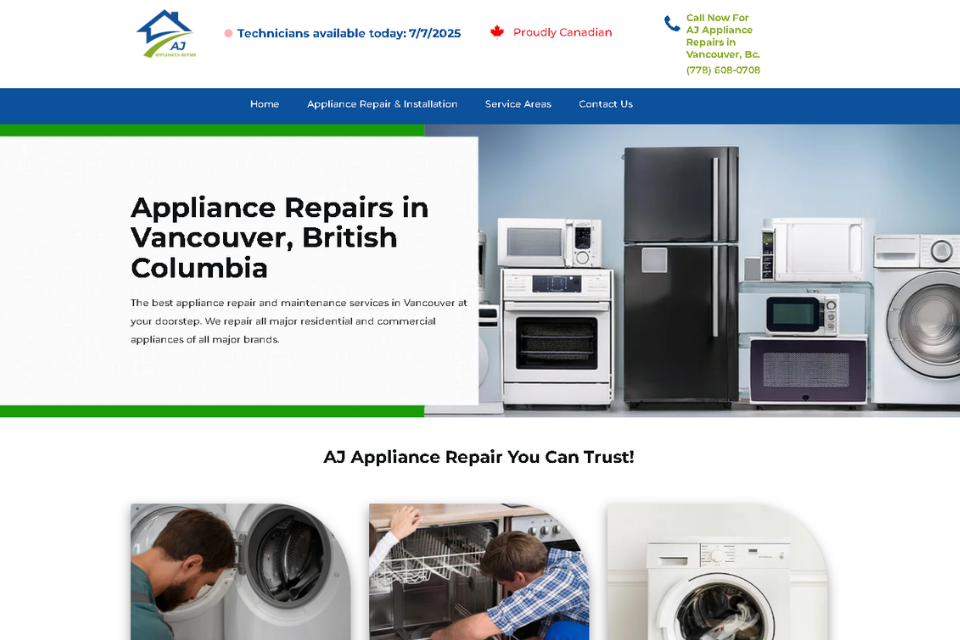 AJ
APPLIANCES REPAIR
Technicians available today: 7/7/2025
Proudly Canadian
Call Now For
AJ Appliance
Repairs in
Vancouver, Bc.
(778) 608-0708
Home
Appliance Repair & Installation
Service Areas
Contact Us
Appliance Repairs in
Vancouver, British
Columbia
The best appliance repair and maintenance services in Vancouver at
your doorstep. We repair all major residential and commercial
appliances of all major brands.
AJ Appliance Repair You Can Trust!